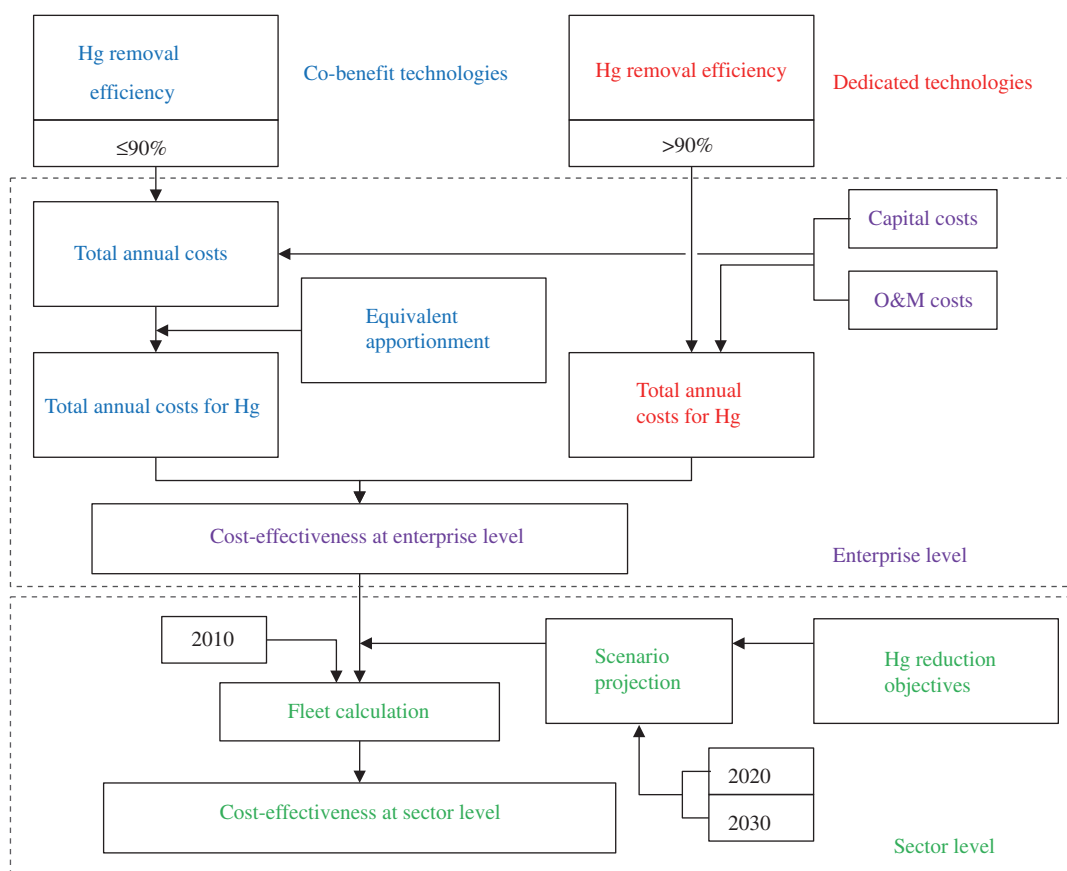 Hg removal
efficiency
≤90%
Co-benefit technologies
Hg removal efficiency
>90%
Dedicated technologies
Total annual costs
Capital costs
O&M costs
Equivalent
apportionment
Total annual costs for Hg
Total annual
costs for Hg
Cost-effectiveness at enterprise level
Enterprise level
2010
Scenario
projection
Hg reduction
objectives
Fleet calculation
2020
2030
Cost-effectiveness at sector level
Sector level